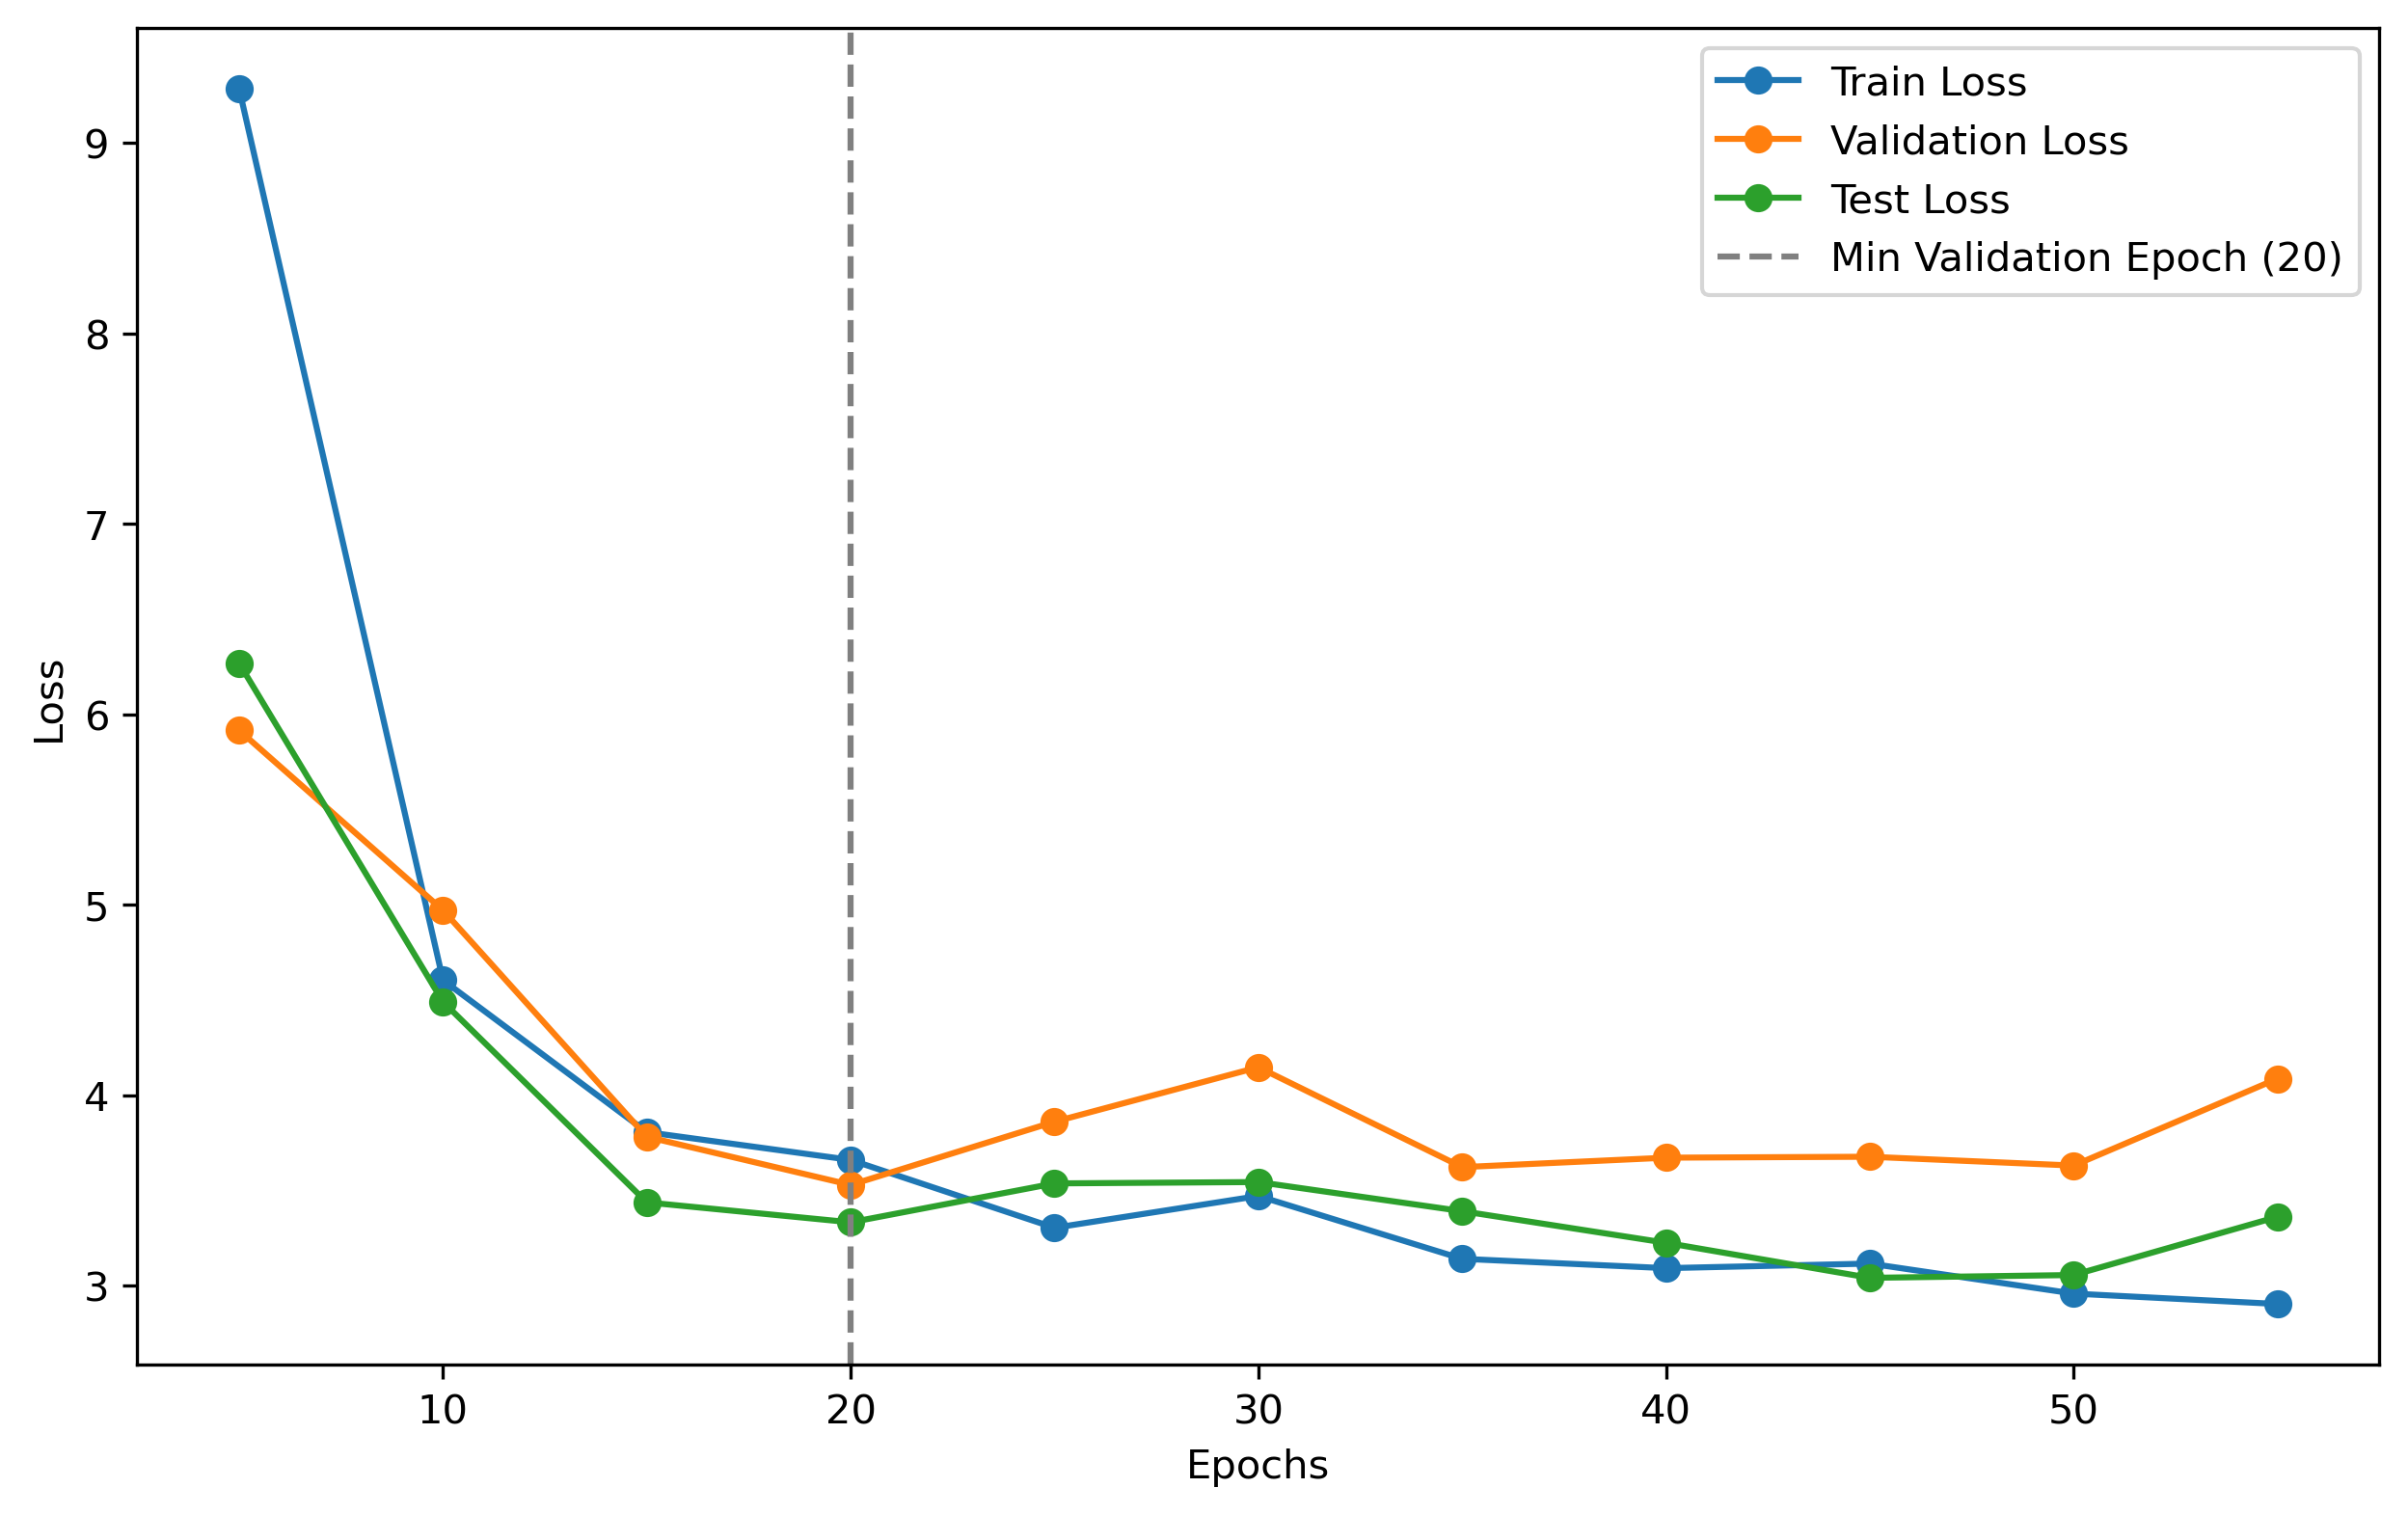 Train Loss
Validation Loss
Test Loss
Min Validation Epoch (20)
9
8
7
6
5
4
3
Loss
10 20 30 40 50
Epochs